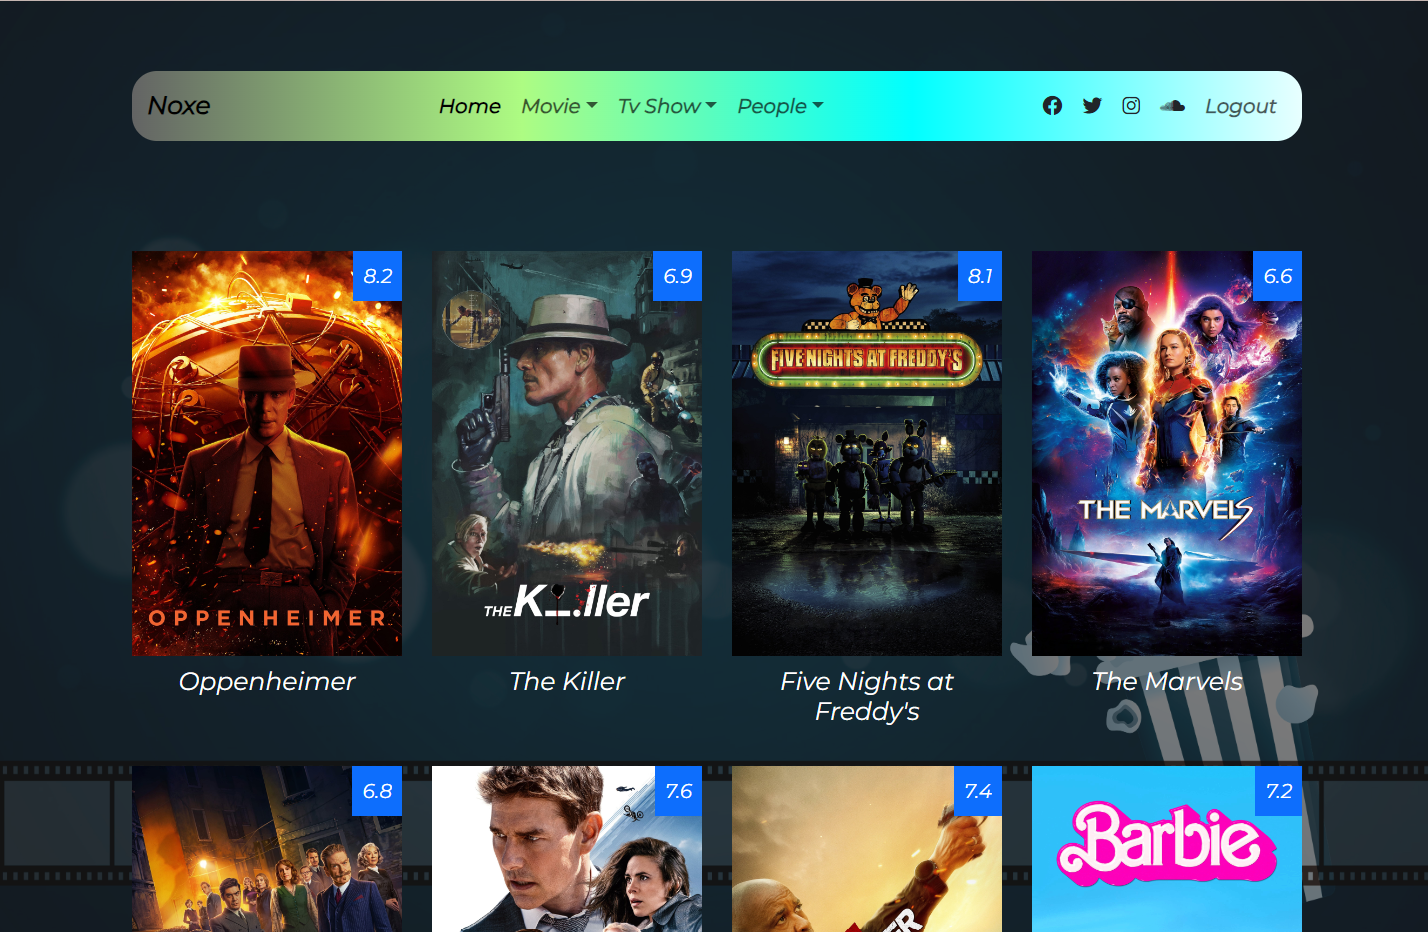 Noxe Home Movie Tv Show People Logout
8.2 6.9 8.1 6.6
FIVE NIGHTS AT FREDDY'S
THE MARVELS
THE K_.ller
OPPENHEIMER
Oppenheimer The Killer Five Nights at The Marvels
Freddy's
6.8 7.6 7.4 7.2
Barbie